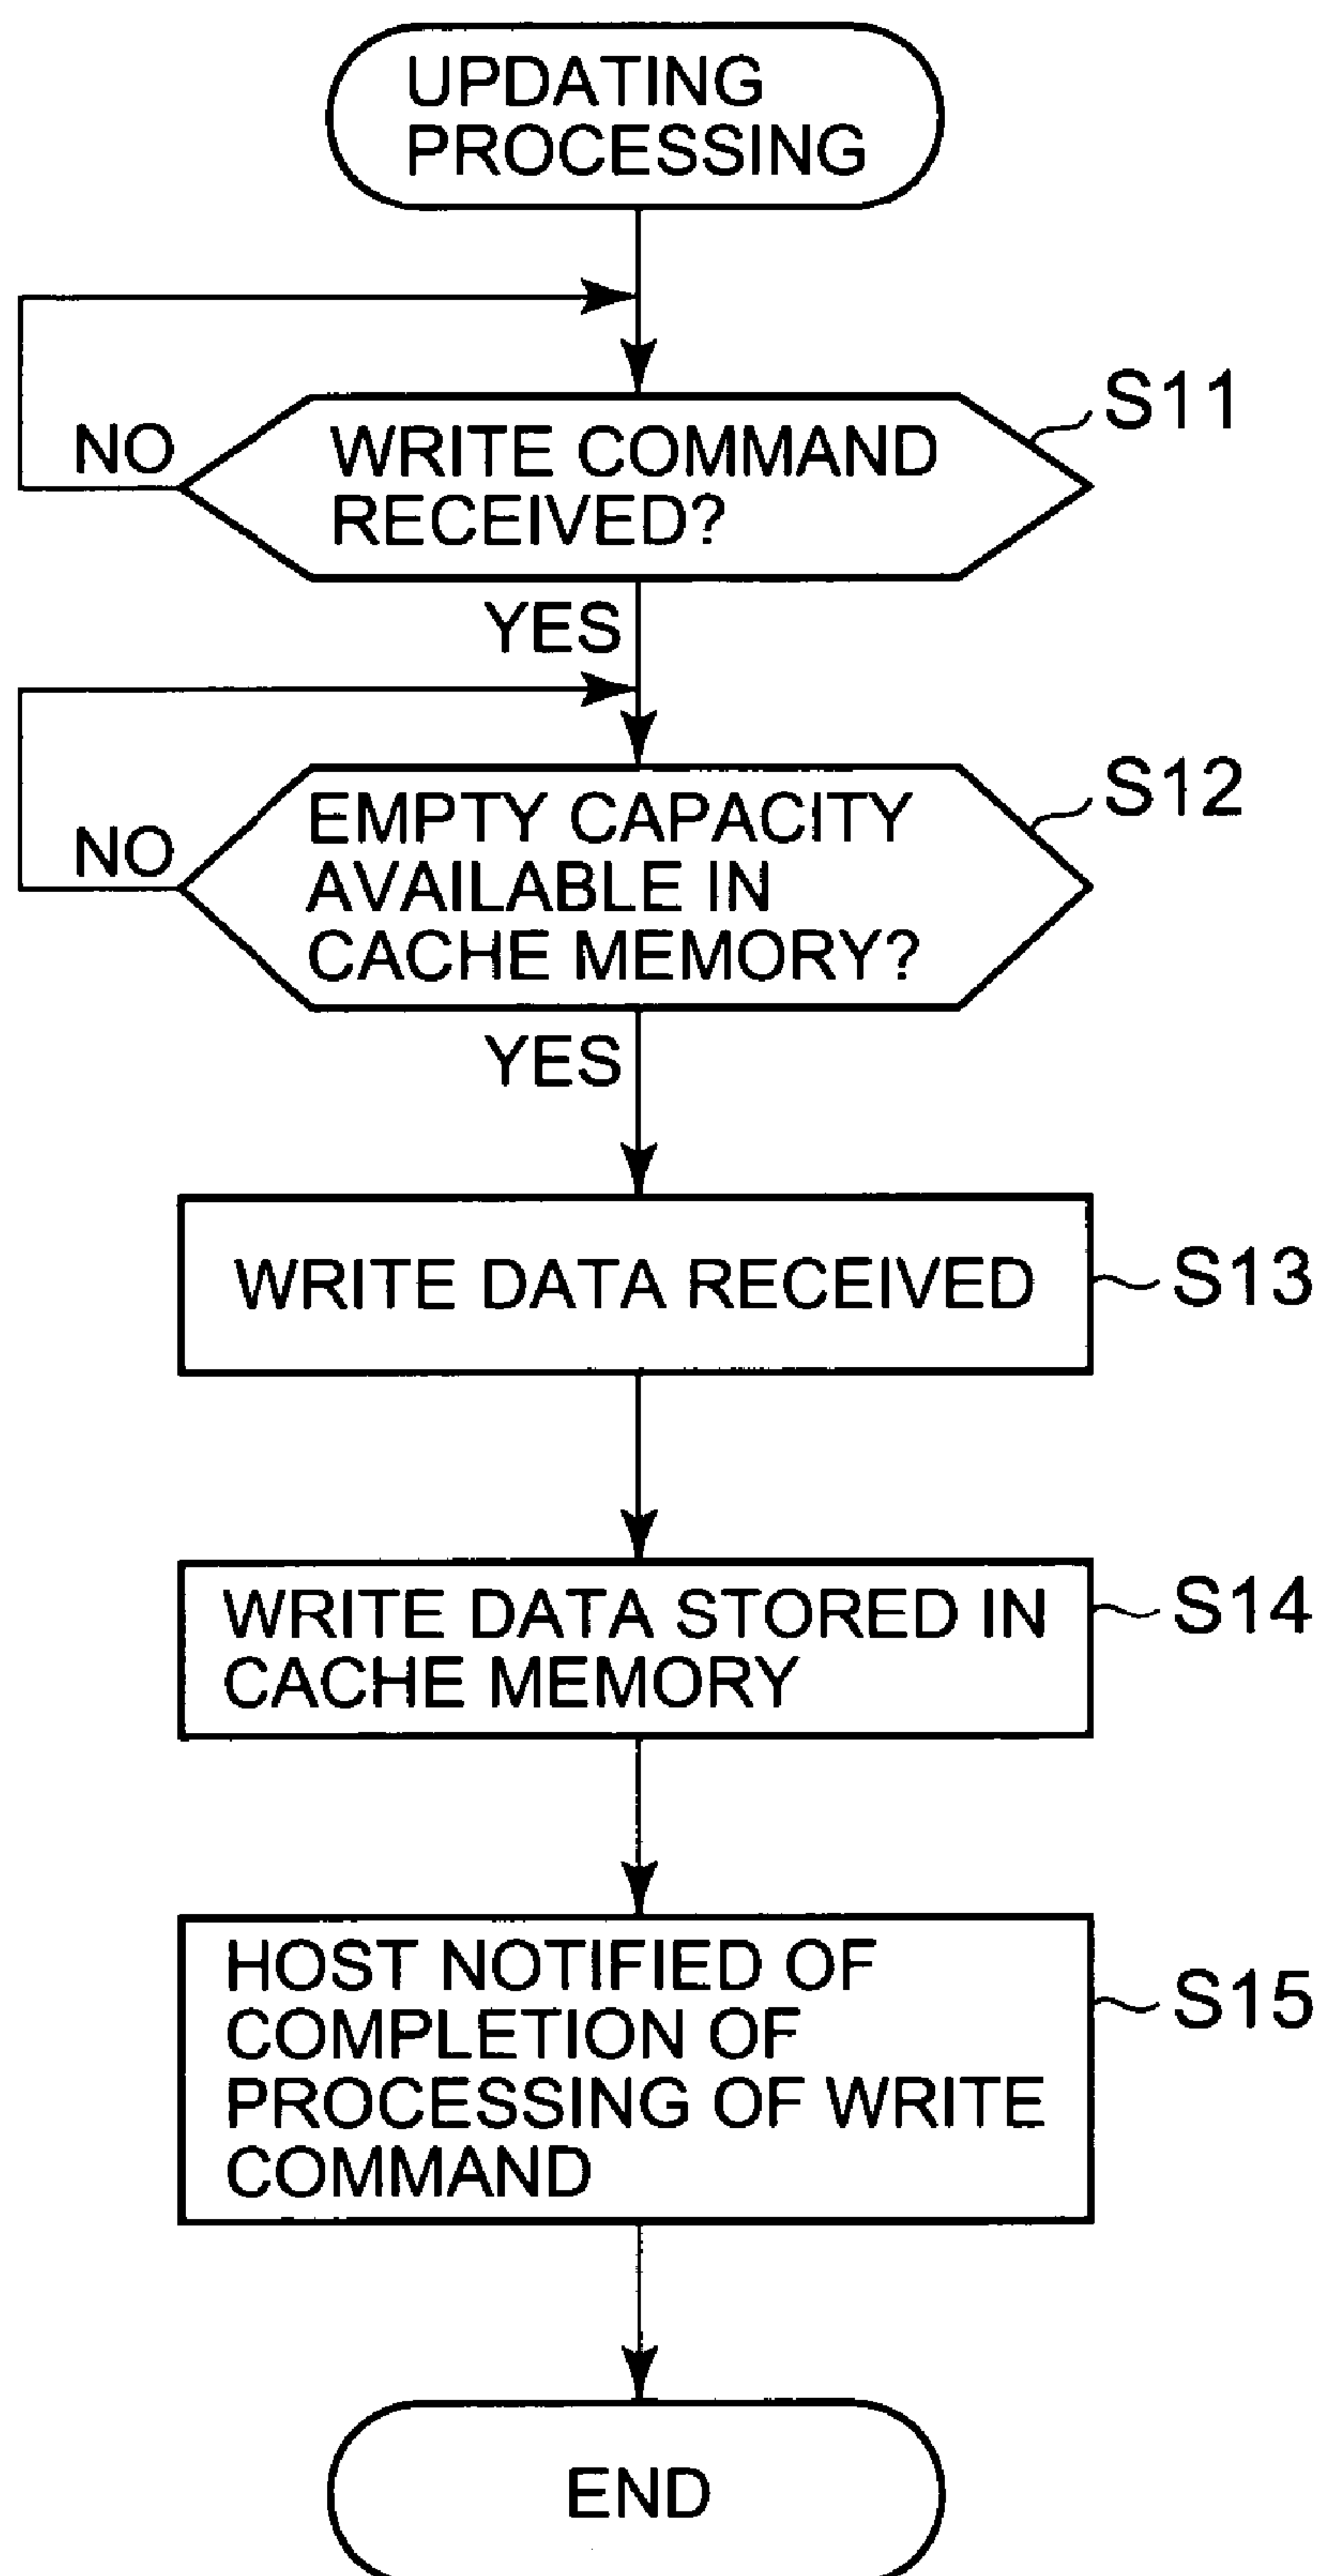 UPDATING
PROCESSING
S11
NO
WRITE COMMAND
RECEIVED?
YES
S12
NO
EMPTY CAPACITY
AVAILABLE IN
CACHE MEMORY?
YES
WRITE DATA RECEIVED
S13
WRITE DATA STORED IN
CACHE MEMORY
S14
HOST NOTIFIED OF
COMPLETION OF
PROCESSING OF WRITE
COMMAND
S15
END